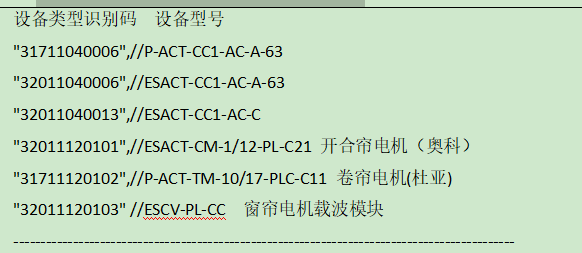 设备类型识别码 设备型号
"31711040006",//P-ACT-CC1-AC-A-63
"32011040006",//ESACT-CC1-AC-A-63
"32011040013",//ESACT-CC1-AC-C
"32011120101",//ESACT-CM-1/12-PL-C21 开合帘电机（奥科）
"31711120102",//P-ACT-TM-10/17-PLC-C11 卷帘电机(杜亚)
"32011120103" //ESCV-PL-CC 窗帘电机载波模块
--------------------------------------------------------------------------------------------